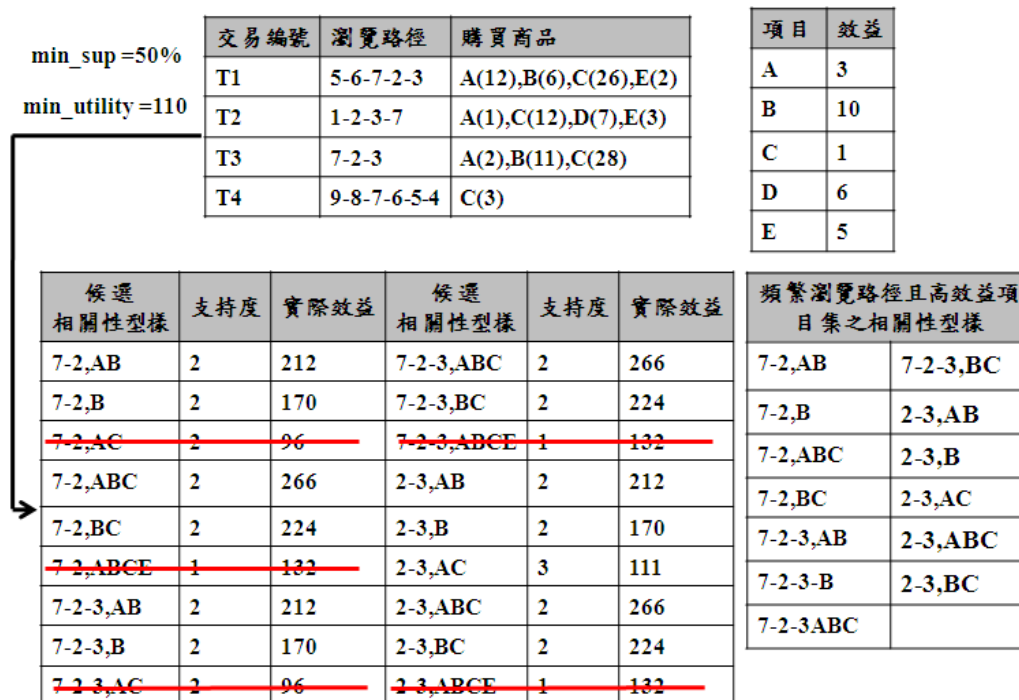 min_sup =50%
min_utility =110
交易編號 瀏覽路徑 購買商品
T1 5-6-7-2-3 A(12),B(6),C(26),E(2)
T2 1-2-3-7 A(1),C(12),D(7),E(3)
T3 7-2-3 A(2),B(11),C(28)
T4 9-8-7-6-5-4 C(3)
項目 效益
A 3
B 10
C 1
D 6
E 5
候選 候選
相關性型樣 支持度 實際效益 相關性型樣 支持度 實際效益
7-2,AB 2 212 7-2-3,ABC 2 266
7-2,B 2 170 7-2-3,BC 2 224
7-2,AC 2 96 7-2-3,ABCE 1 132
7-2,ABC 2 266 2-3,AB 2 212
7-2,BC 2 224 2-3,B 2 170
7-2,ABCE 1 132 2-3,AC 3 111
7-2-3,AB 2 212 2-3,ABC 2 266
7-2-3,B 2 170 2-3,BC 2 224
7-2-3,AC 2 96 2-3,ABCE 1 132
頻繁瀏覽路徑且高效益項
目集之相關性型樣
7-2,AB 7-2-3,BC
7-2,B 2-3,AB
7-2,ABC 2-3,B
7-2,BC 2-3,AC
7-2-3,AB 2-3,ABC
7-2-3-B 2-3,BC
7-2-3ABC